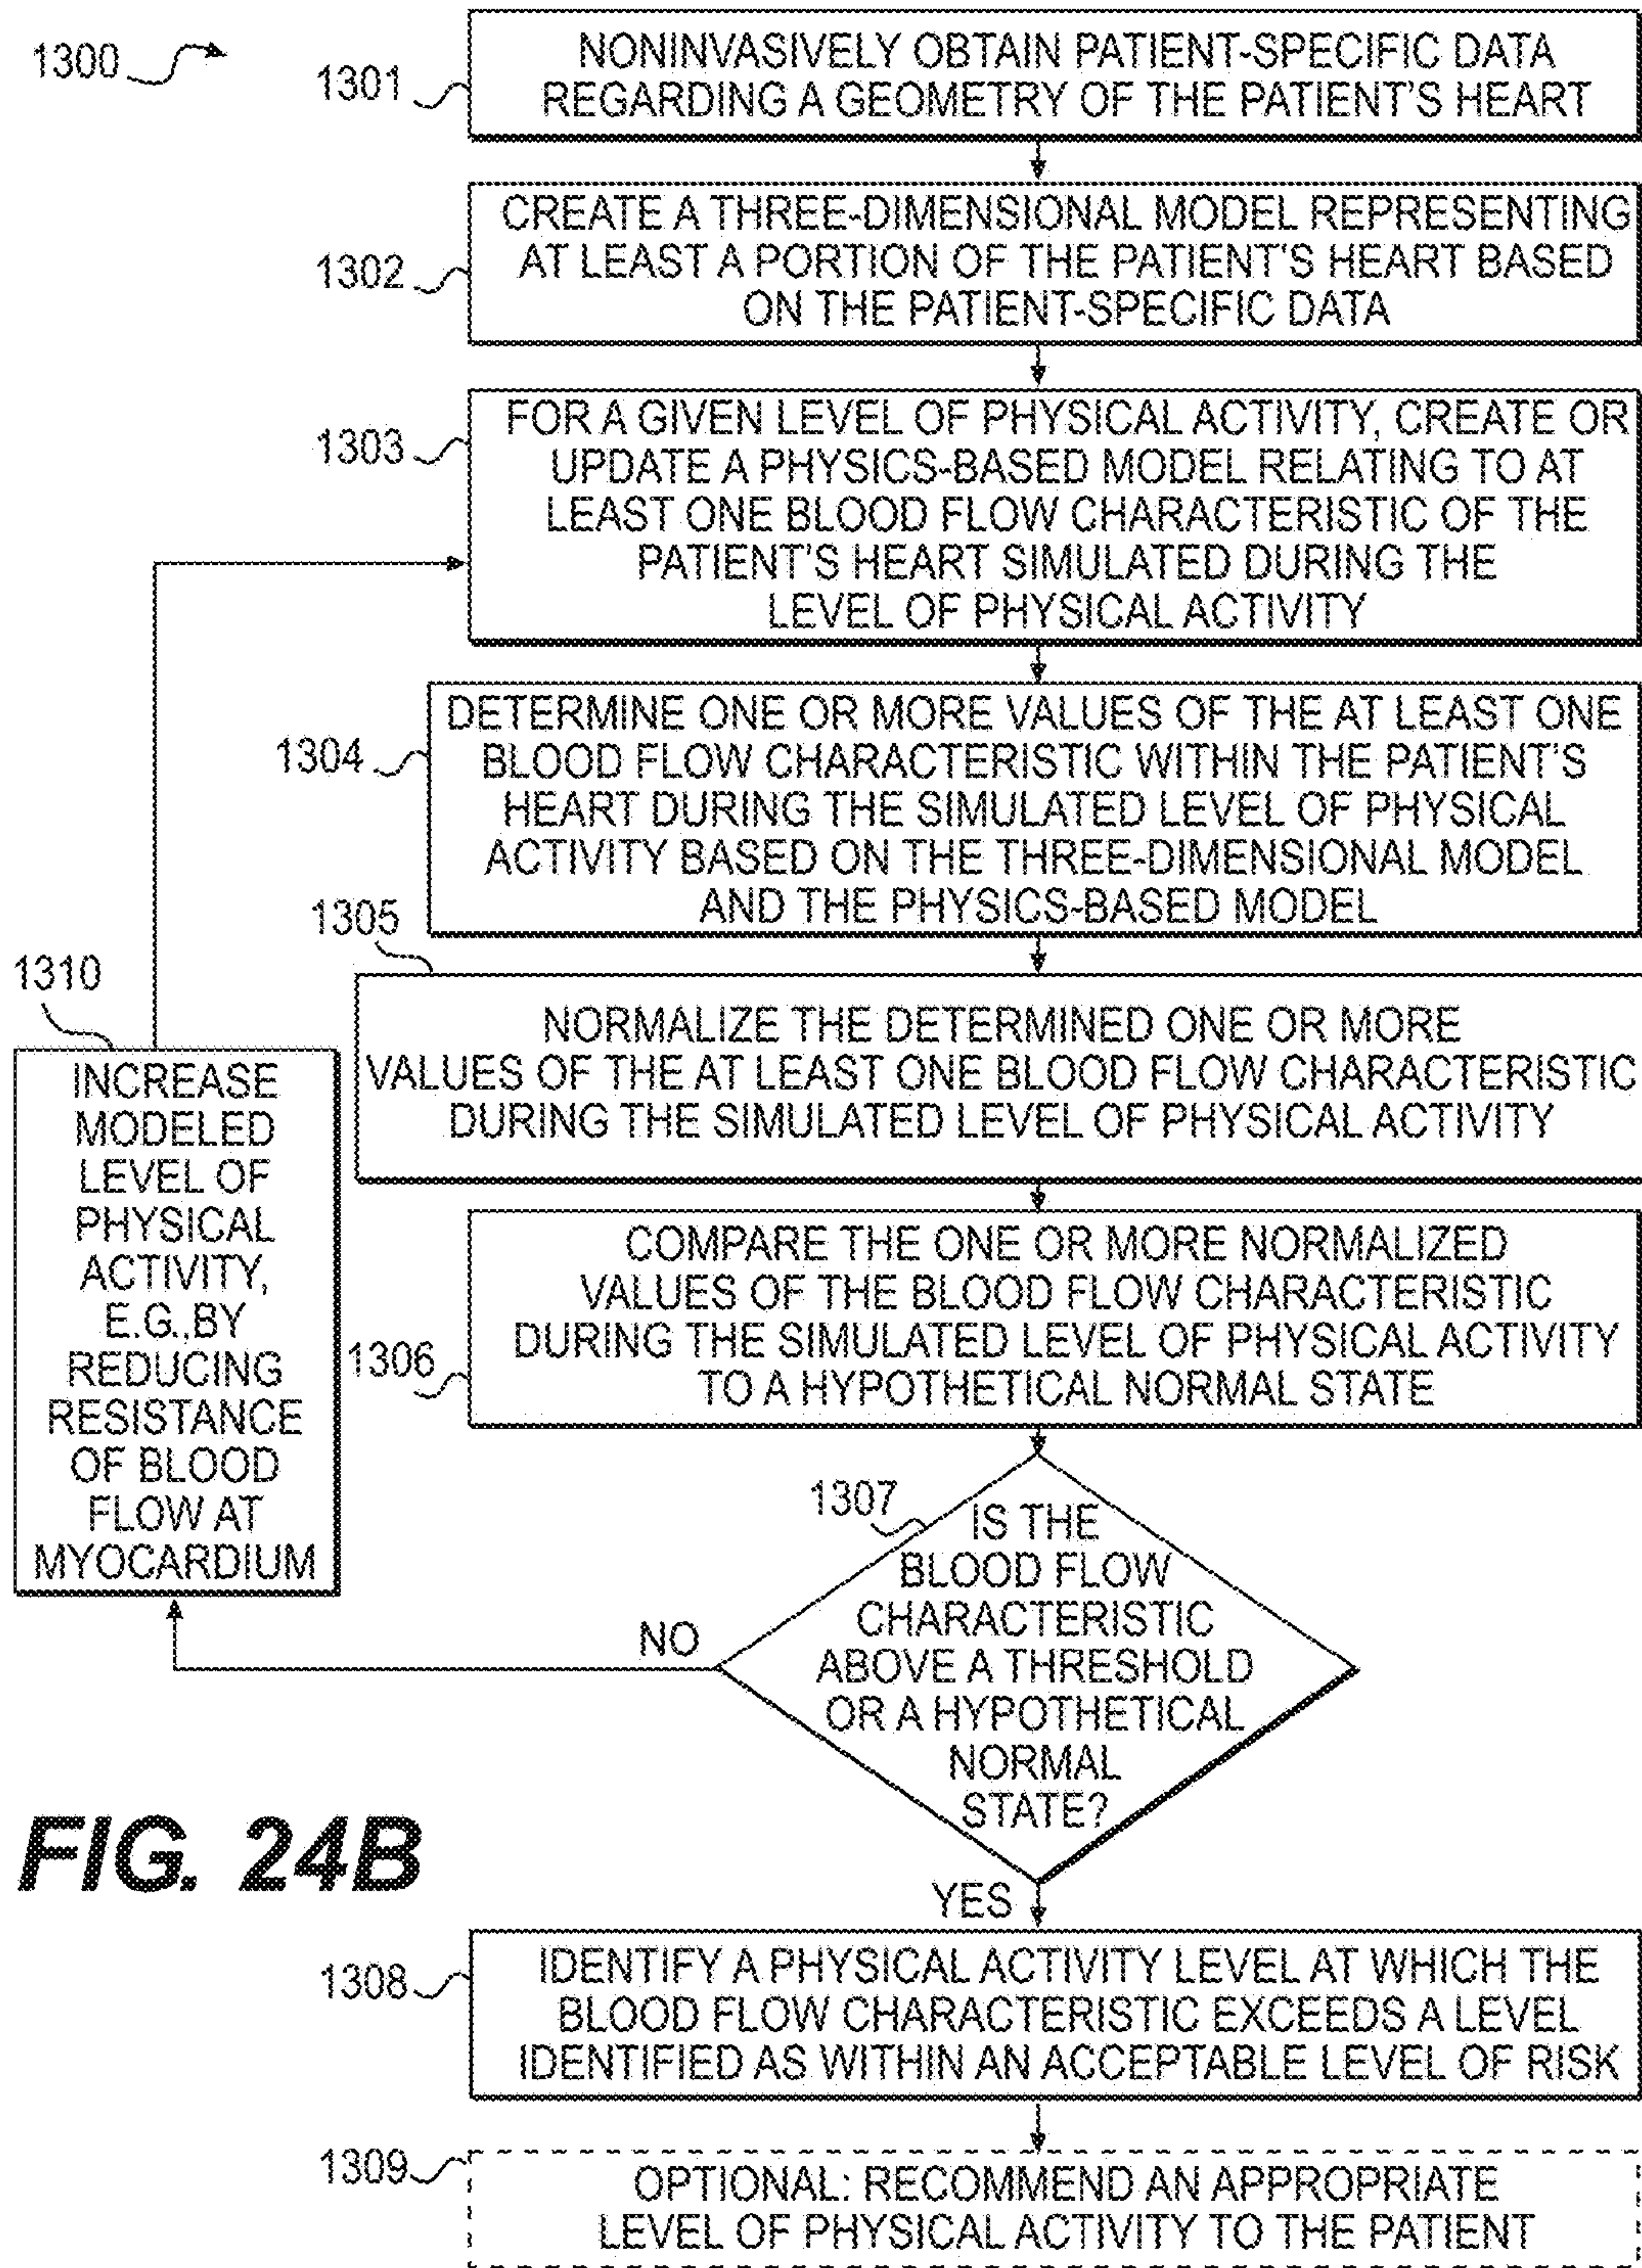 1300
1301
NONINVASIVELY OBTAIN PATIENT-SPECIFIC DATA
REGARDING A GEOMETRY OF THE PATIENT'S HEART
1302
CREATE A THREE-DIMENSIONAL MODEL REPRESENTING
AT LEAST A PORTION OF THE PATIENT'S HEART BASED
ON THE PATIENT-SPECIFIC DATA
1303
FOR A GIVEN LEVEL OF PHYSICAL ACTIVITY, CREATE OR
UPDATE A PHYSICS-BASED MODEL RELATING TO AT
LEAST ONE BLOOD FLOW CHARACTERISTIC OF THE
PATIENT'S HEART SIMULATED DURING THE
LEVEL OF PHYSICAL ACTIVITY
1304
DETERMINE ONE OR MORE VALUES OF THE AT LEAST ONE
BLOOD FLOW CHARACTERISTIC WITHIN THE PATIENT'S
HEART DURING THE SIMULATED LEVEL OF PHYSICAL
ACTIVITY BASED ON THE THREE-DIMENSIONAL MODEL
AND THE PHYSICS-BASED MODEL
1305
NORMALIZE THE DETERMINED ONE OR MORE
VALUES OF THE AT LEAST ONE BLOOD FLOW CHARACTERISTIC
DURING THE SIMULATED LEVEL OF PHYSICAL ACTIVITY
1306
COMPARE THE ONE OR MORE NORMALIZED
VALUES OF THE BLOOD FLOW CHARACTERISTIC
DURING THE SIMULATED LEVEL OF PHYSICAL ACTIVITY
TO A HYPOTHETICAL NORMAL STATE
1307
IS THE
BLOOD FLOW
CHARACTERISTIC
ABOVE A THRESHOLD
OR A HYPOTHETICAL
NORMAL
STATE?
NO
1310
INCREASE
MODELED
LEVEL OF
PHYSICAL
ACTIVITY,
E.G.,BY
REDUCING
RESISTANCE
OF BLOOD
FLOW AT
MYOCARDIUM
YES
1308
IDENTIFY A PHYSICAL ACTIVITY LEVEL AT WHICH THE
BLOOD FLOW CHARACTERISTIC EXCEEDS A LEVEL
IDENTIFIED AS WITHIN AN ACCEPTABLE LEVEL OF RISK
1309
OPTIONAL: RECOMMEND AN APPROPRIATE
LEVEL OF PHYSICAL ACTIVITY TO THE PATIENT
FIG. 24B